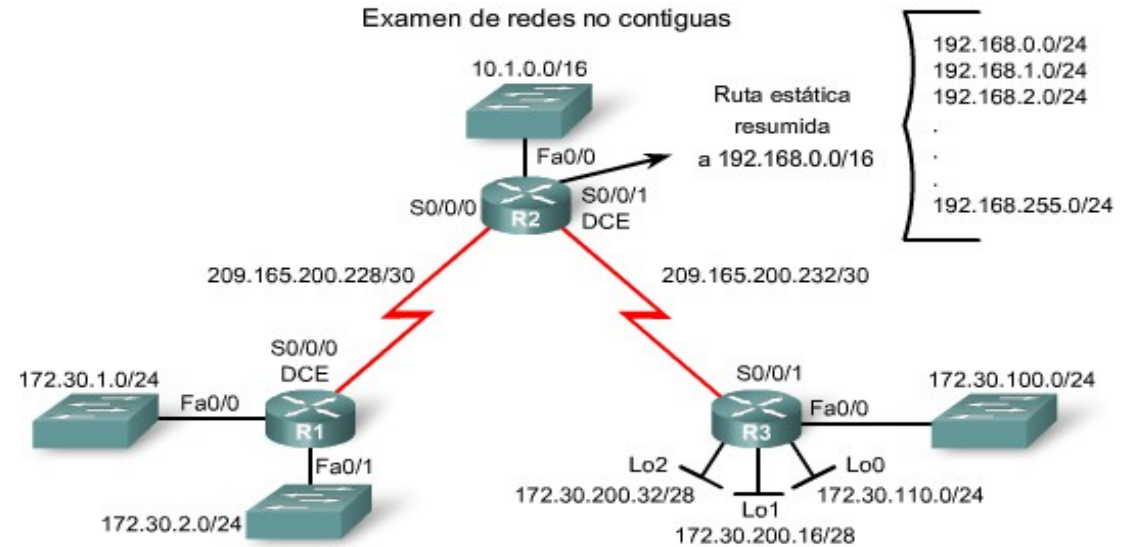 Examen de redes no contiguas
10.1.0.0/16
Fa0/0
Ruta estática
resumida
a 192.168.0.0/16
192.168.0.0/24
192.168.1.0/24
192.168.2.0/24
.
.
.
192.168.255.0/24
S0/0/0
R2
S0/0/1
DCE
209.165.200.228/30
209.165.200.232/30
S0/0/0
DCE
172.30.1.0/24
Fa0/0
R1
Fa0/1
172.30.2.0/24
S0/0/1
R3
Fa0/0
172.30.100.0/24
Lo2
172.30.200.32/28
Lo1
172.30.200.16/28
Lo0
172.30.110.0/24